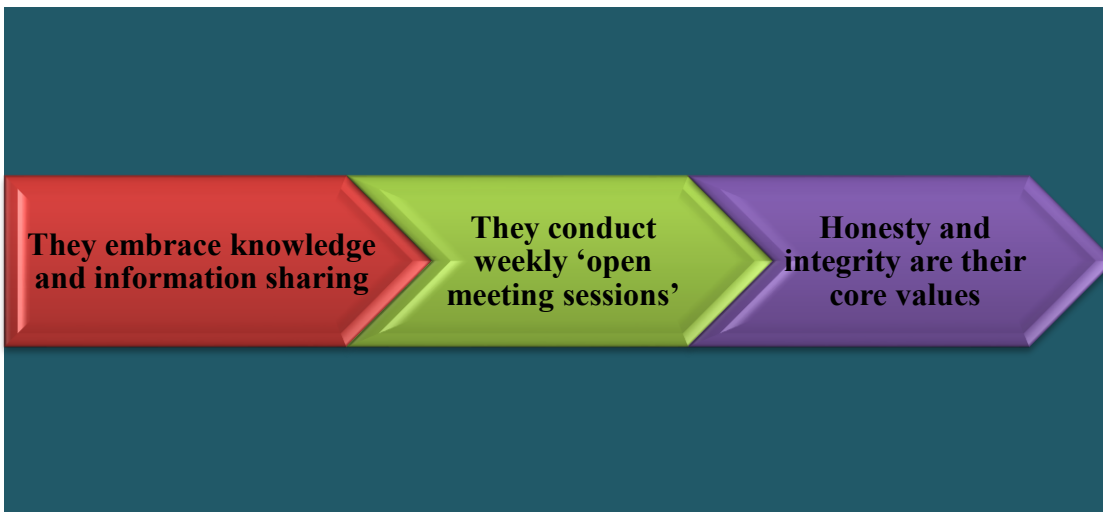 They embrace knowledge
and information sharing
They conduct
weekly ‘open
meeting sessions’
Honesty and
integrity are their
core values